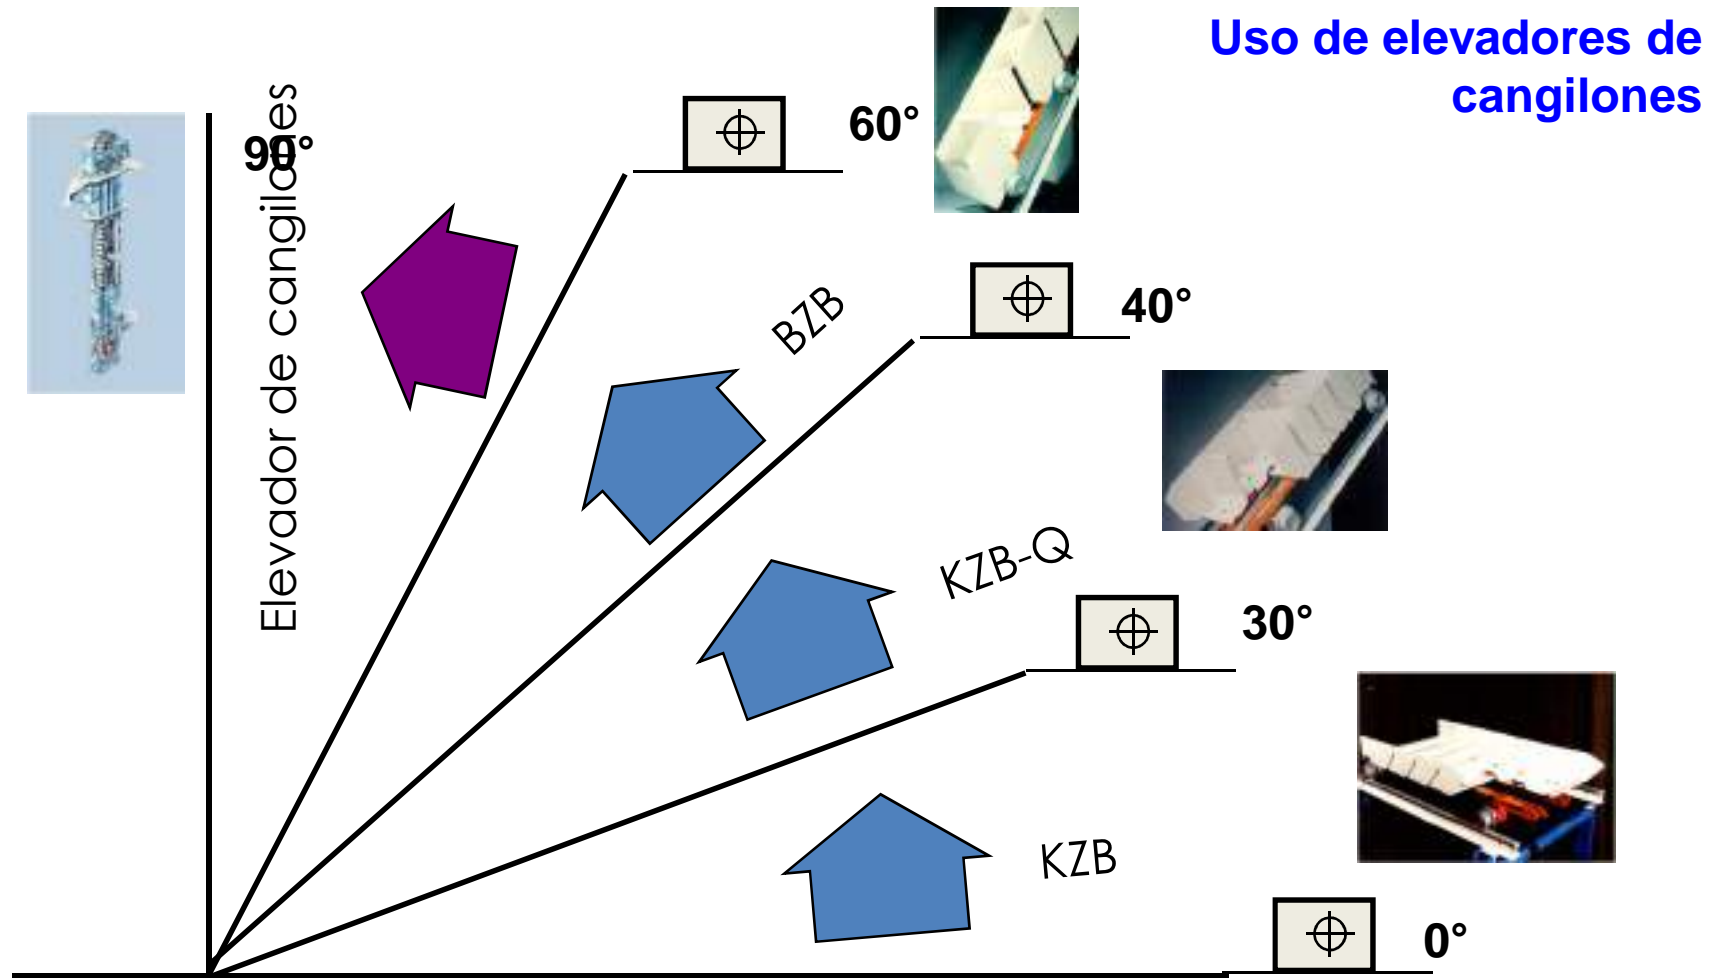 Uso de elevadores de
cangilones
90°
Elevador de cangilones
60°
BZB
40°
KZB-Q
30°
KZB
0°